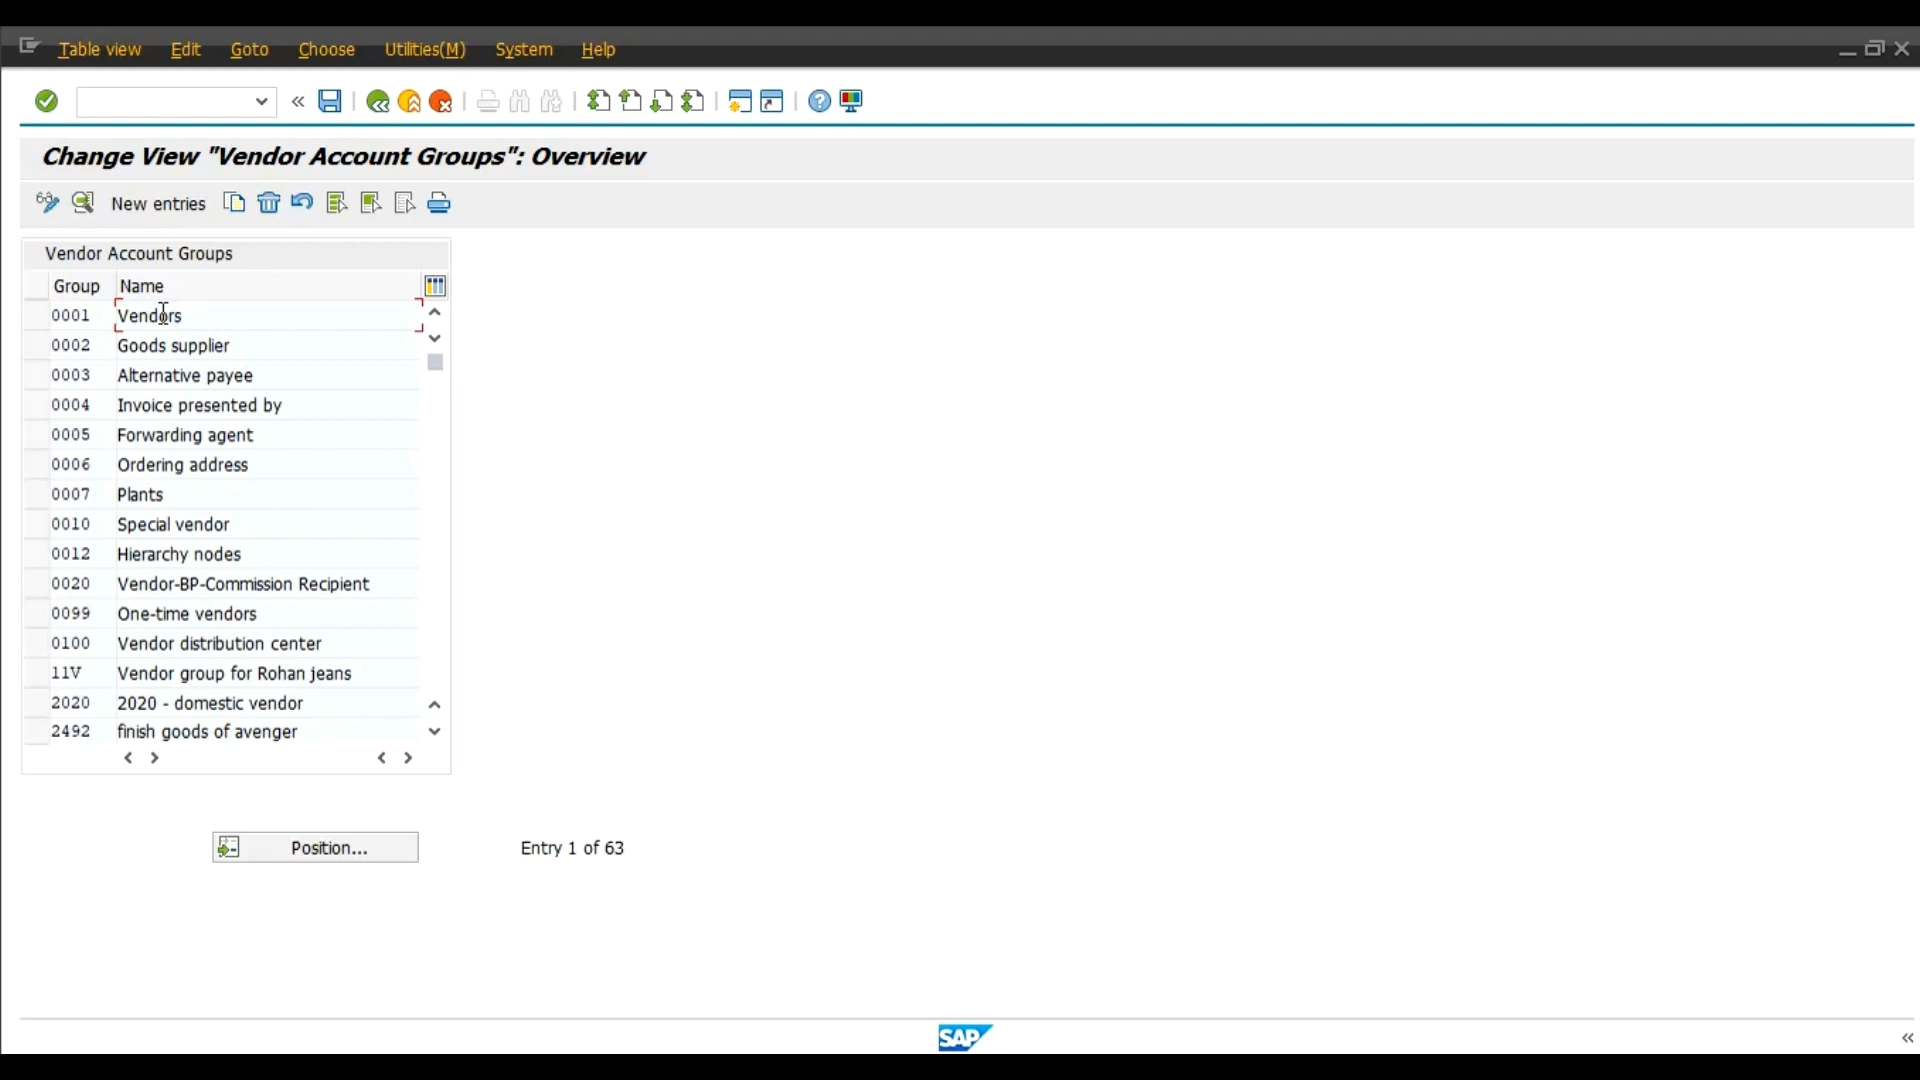 Table view Edit Goto Choose Utilities(M) System Help
Change View "Vendor Account Groups": Overview
New entries
Vendor Account Groups
Group Name
0001 Vendors
0002 Goods supplier
0003 Alternative payee
0004 Invoice presented by
0005 Forwarding agent
0006 Ordering address
0007 Plants
0010 Special vendor
0012 Hierarchy nodes
0020 Vendor-BP-Commission Recipient
0099 One-time vendors
0100 Vendor distribution center
11V Vendor group for Rohan jeans
2020 2020 - domestic vendor
2492 finish goods of avenger
Position... Entry 1 of 63
SAP